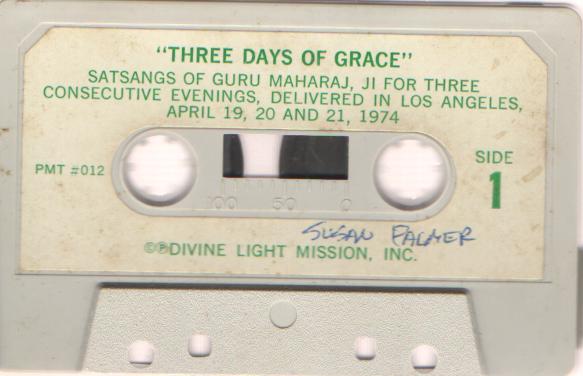 "THREE DAYS OF GRACE"
SATSANGS OF GURU MAHARAJ, JI FOR THREE
CONSECUTIVE EVENINGS, DELIVERED IN LOS ANGELES,
APRIL 19, 20 AND 21, 1974
PMT #012
SIDE
1
100 50 0
SUSAN PALMER
©℗DIVINE LIGHT MISSION, INC.